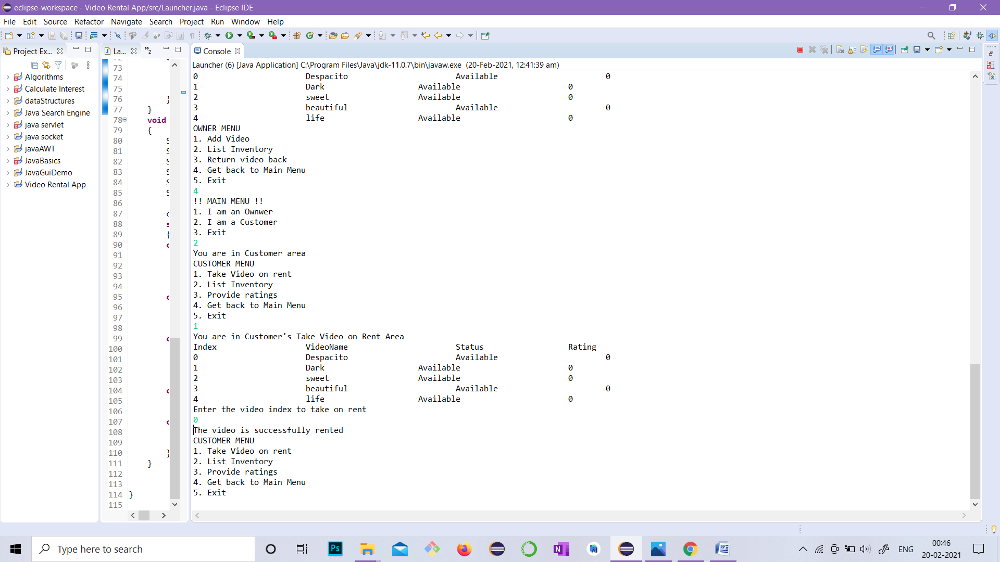 eclipse-workspace - Video Rental App/src/Launcher.java - Eclipse IDE
File Edit Source Refactor Navigate Search Project Run Window Help
Project Ex...
Algorithms
Calculate Interest
dataStructures
Java Search Engine
java servlet
java socket
javaAWT
JavaBasics
JavaGuiDemo
Video Rental App
La...
2
73
74
75
76 }
77 }
78 void
79 {
80 S
81 S
82 S
83 S
84 S
85 S
86
87 c
88 s
89 {
90 c
91
92
93
94
95 c
96
97
98
99 c
100
101
102
103
104 c
105
106
107 c
108
109
110 }
111 }
112
113
114 }
115
Console
Launcher (6) [Java Application] C:\Program Files\Java\jdk-11.0.7\bin\javaw.exe (20-Feb-2021, 12:41:39 am)
0 Despacito Available 0
1 Dark Available 0
2 sweet Available 0
3 beautiful Available 0
4 life Available 0
OWNER MENU
1. Add Video
2. List Inventory
3. Return video back
4. Get back to Main Menu
5. Exit
4
!! MAIN MENU !!
1. I am an Ownwer
2. I am a Customer
3. Exit
2
You are in Customer area
CUSTOMER MENU
1. Take Video on rent
2. List Inventory
3. Provide ratings
4. Get back to Main Menu
5. Exit
1
You are in Customer's Take Video on Rent Area
Index VideoName Status Rating
0 Despacito Available 0
1 Dark Available 0
2 sweet Available 0
3 beautiful Available 0
4 life Available 0
Enter the video index to take on rent
0
The video is successfully rented
CUSTOMER MENU
1. Take Video on rent
2. List Inventory
3. Provide ratings
4. Get back to Main Menu
5. Exit
Type here to search
Ps
N
W
ENG
00:46
20-02-2021